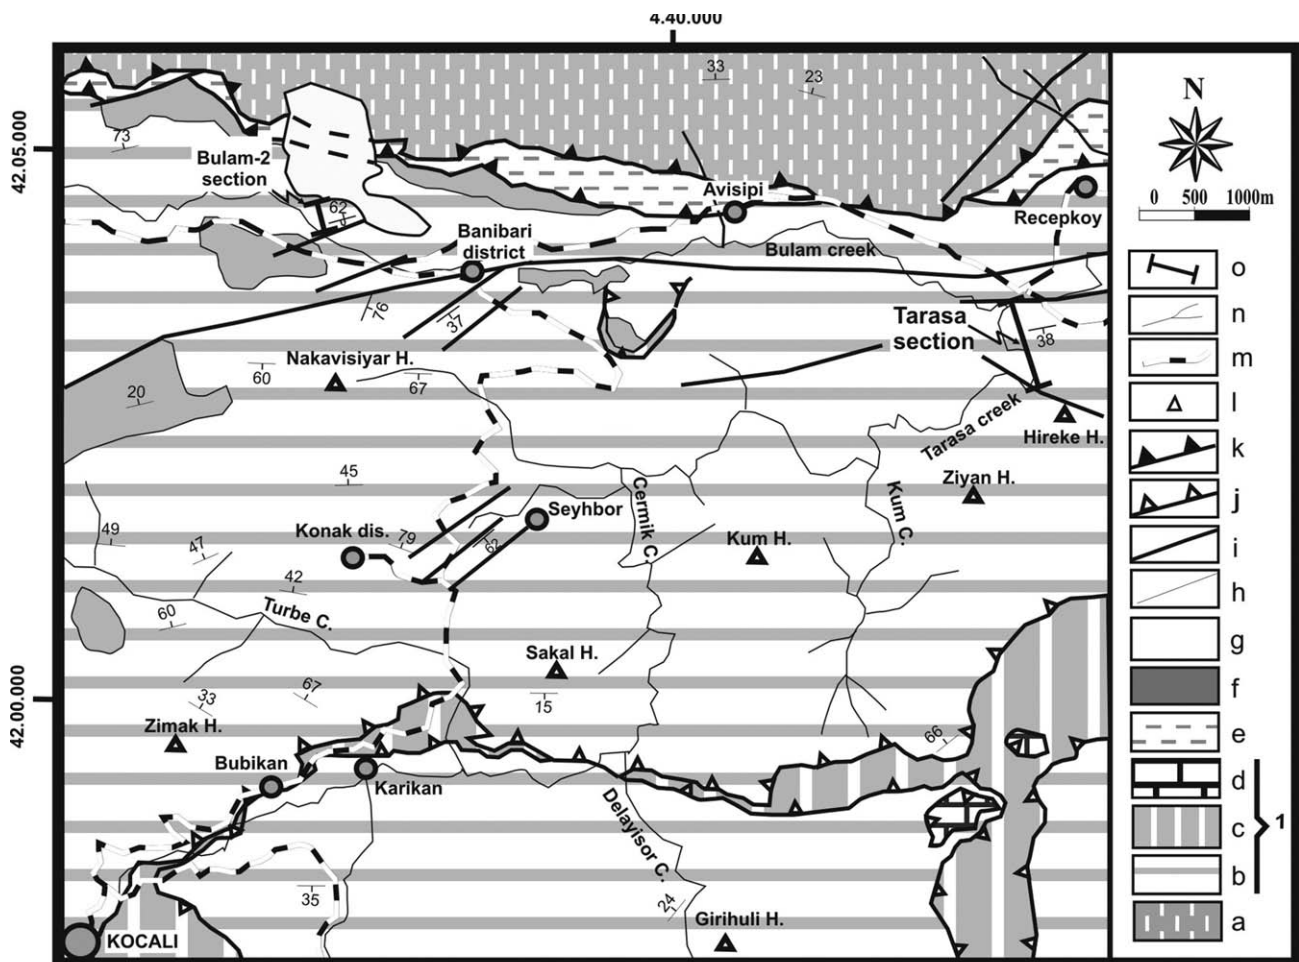 4.40.000
42.05.000
42.00.000
33
23
73
Bulam-2
section
62
Avisipi
Recepkoy
Banibari
district
Bulam creek
76
37
Tarasa
section
38
Nakavisiyar H.
60
67
20
Tarasa creek
Hireke H.
45
Ziyan H.
Cermik C.
Kum C.
Seyhbor
Konak dis.
79
62
Kum H.
49
47
42
60
Turbe C.
Sakal H.
15
33
67
Zimak H.
66
Bubikan
Karikan
Delayisor C.
35
24
Girihuli H.
KOCALI
N
0 500 1000m
o
n
m
l
k
j
i
h
g
f
e
d
c
b
a
1